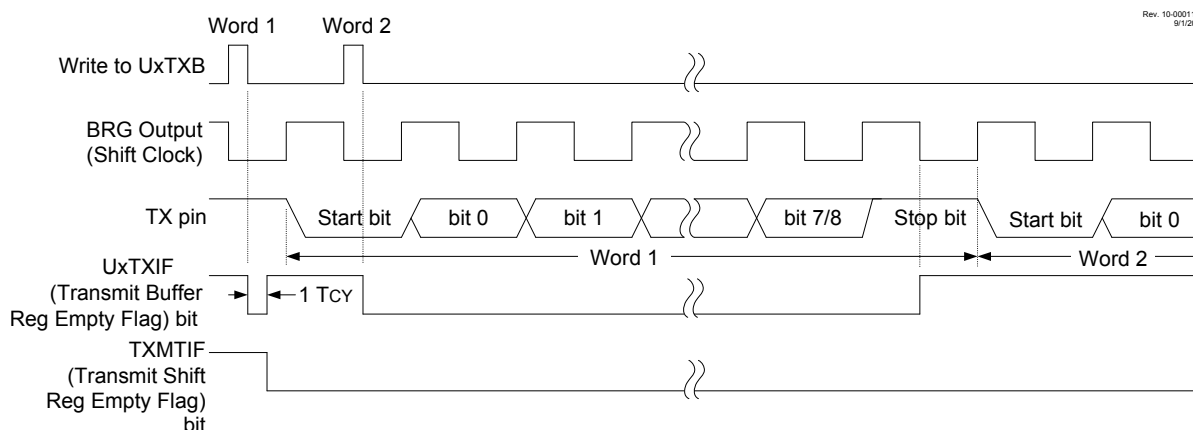 Rev. 10-00011
9/1/20
Word 1
Word 2
Write to UxTXB
BRG Output
(Shift Clock)
TX pin
Start bit
bit 0
bit 1
bit 7/8
Stop bit
Start bit
bit 0
Word 1
Word 2
UxTXIF
(Transmit Buffer
Reg Empty Flag) bit
1 TCY
TXMTIF
(Transmit Shift
Reg Empty Flag)
bit